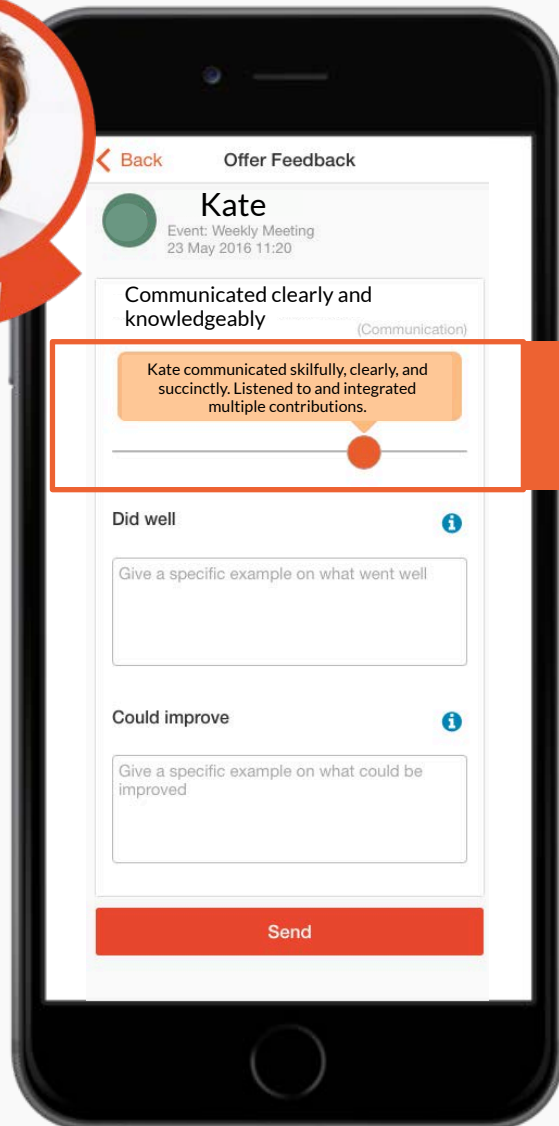 Back
Offer Feedback
Kate
Event: Weekly Meeting
23 May 2016 11:20
Communicated clearly and
knowledgeably
(Communication)
Kate communicated skilfully, clearly, and
succinctly. Listened to and integrated
multiple contributions.
Did well
Give a specific example on what went well
Could improve
Give a specific example on what could be
improved
Send